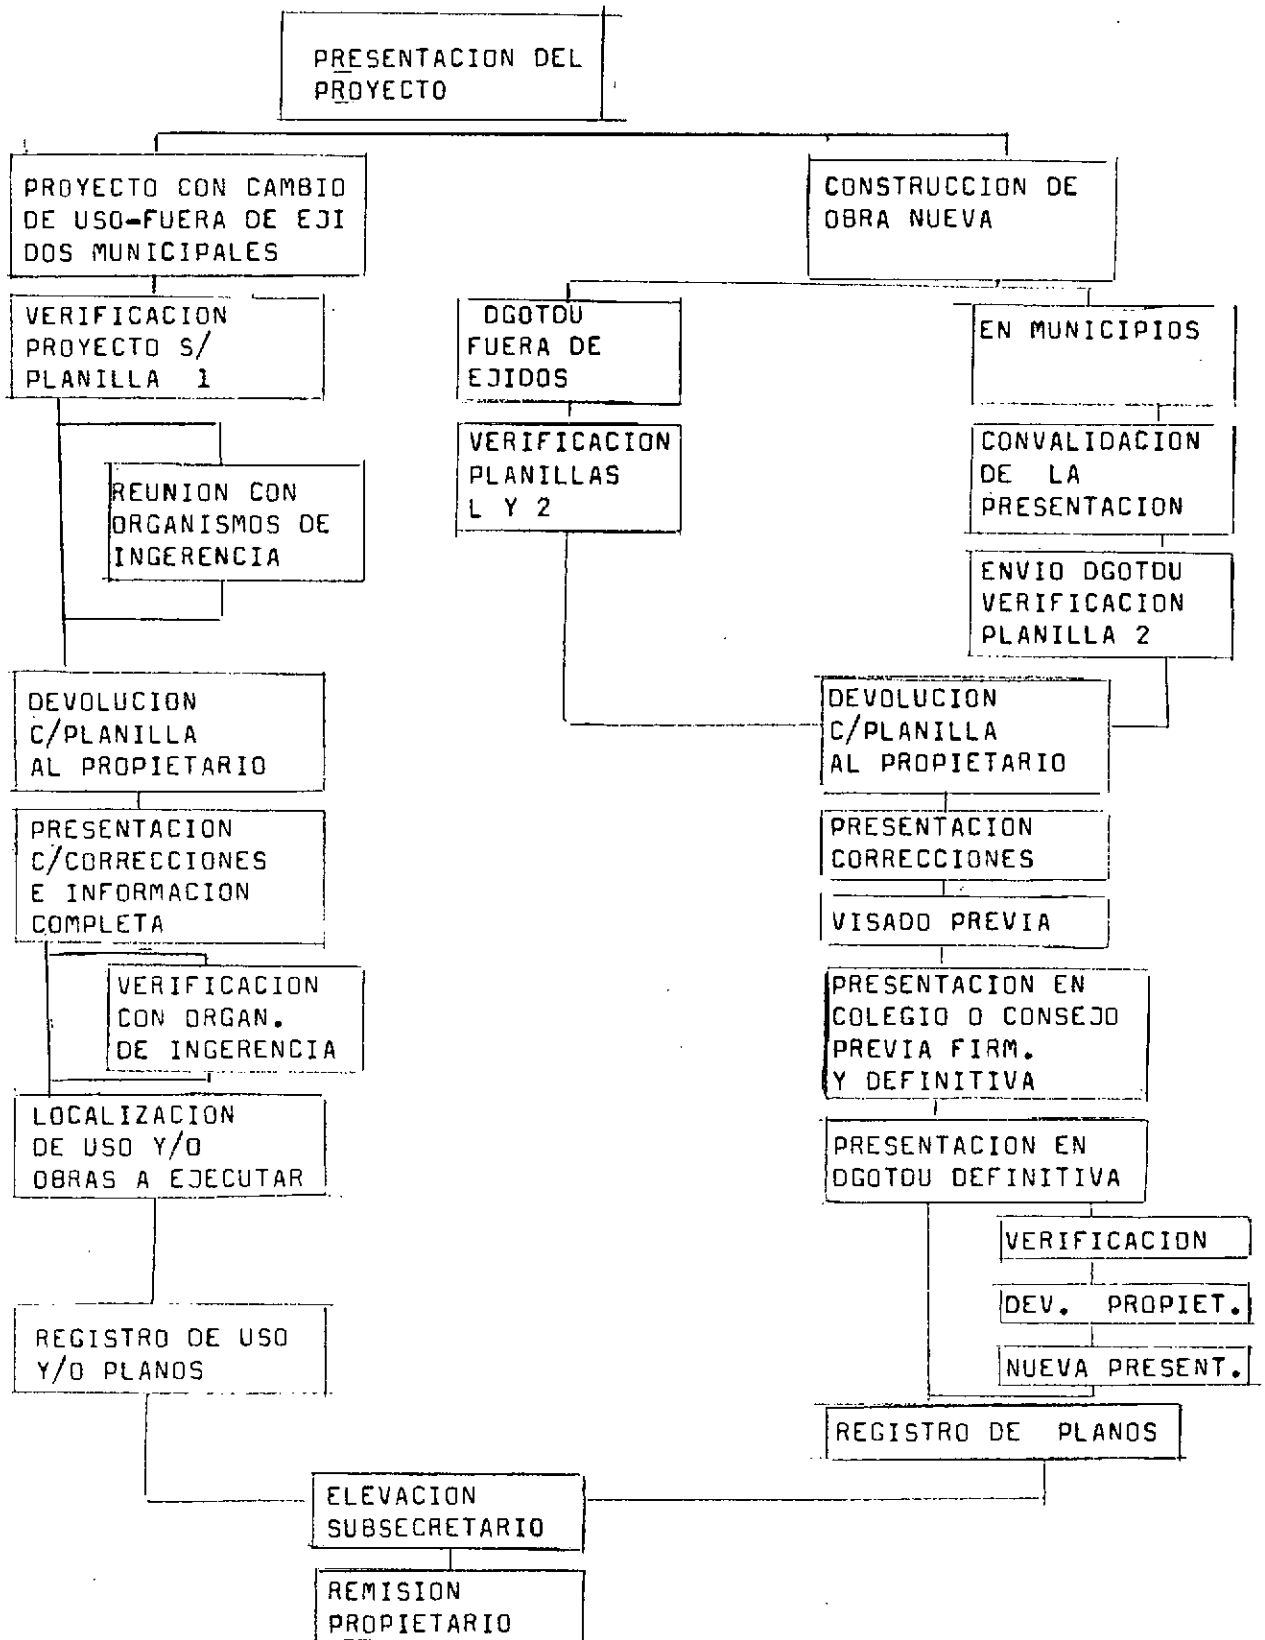 PRESENTACION DEL
PROYECTO
PROYECTO CON CAMBIO
DE USO-FUERA DE EJI
DOS MUNICIPALES
CONSTRUCCION DE
OBRA NUEVA
VERIFICACION
PROYECTO S/
PLANILLA 1
DGOTDU
FUERA DE
EJIDOS
EN MUNICIPIOS
REUNION CON
ORGANISMOS DE
INGERENCIA
VERIFICACION
PLANILLAS
L Y 2
CONVALIDACION
DE LA
PRESENTACION
ENVIO DGOTDU
VERIFICACION
PLANILLA 2
DEVOLUCION
C/PLANILLA
AL PROPIETARIO
DEVOLUCION
C/PLANILLA
AL PROPIETARIO
PRESENTACION
C/CORRECCIONES
E INFORMACION
COMPLETA
PRESENTACION
CORRECCIONES
VISADO PREVIA
VERIFICACION
CON ORGAN.
DE INGERENCIA
PRESENTACION EN
COLEGIO O CONSEJO
PREVIA FIRM.
Y DEFINITIVA
LOCALIZACION
DE USO Y/O
OBRAS A EJECUTAR
PRESENTACION EN
DGOTDU DEFINITIVA
VERIFICACION
DEV. PROPIET.
NUEVA PRESENT.
REGISTRO DE USO
Y/O PLANOS
REGISTRO DE PLANOS
ELEVACION
SUBSECRETARIO
REMISION
PROPIETARIO